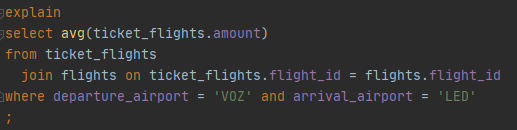 explain
select avg(ticket_flights.amount)
from ticket_flights
  join flights on ticket_flights.flight_id = flights.flight_id
where departure_airport = 'VOZ' and arrival_airport = 'LED'
;